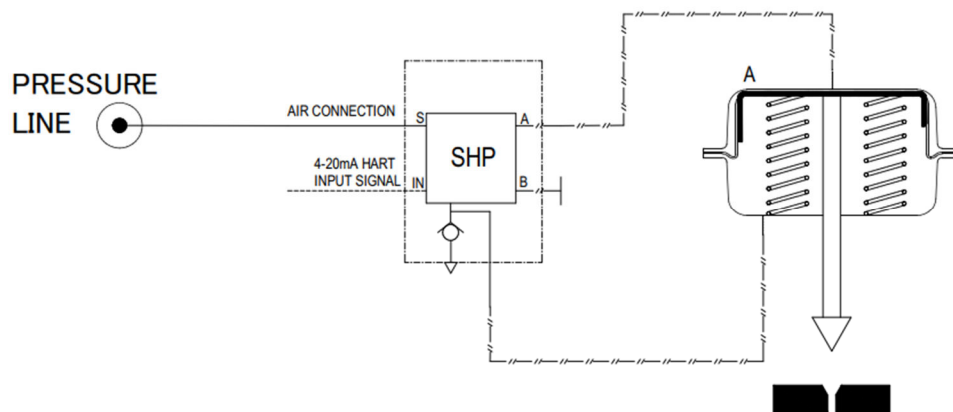 PRESSURE
LINE
AIR CONNECTION
S
A
4-20mA HART
INPUT SIGNAL
IN
SHP
B
A